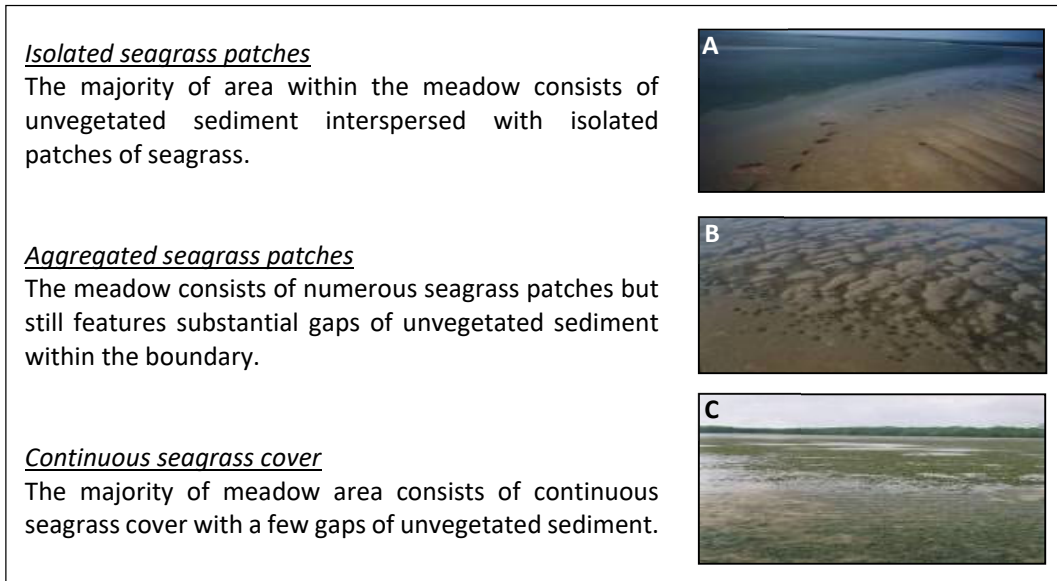 Isolated seagrass patches
The majority of area within the meadow consists of
unvegetated sediment interspersed with isolated
patches of seagrass.
A
Aggregated seagrass patches
The meadow consists of numerous seagrass patches but
still features substantial gaps of unvegetated sediment
within the boundary.
B
Continuous seagrass cover
The majority of meadow area consists of continuous
seagrass cover with a few gaps of unvegetated sediment.
C